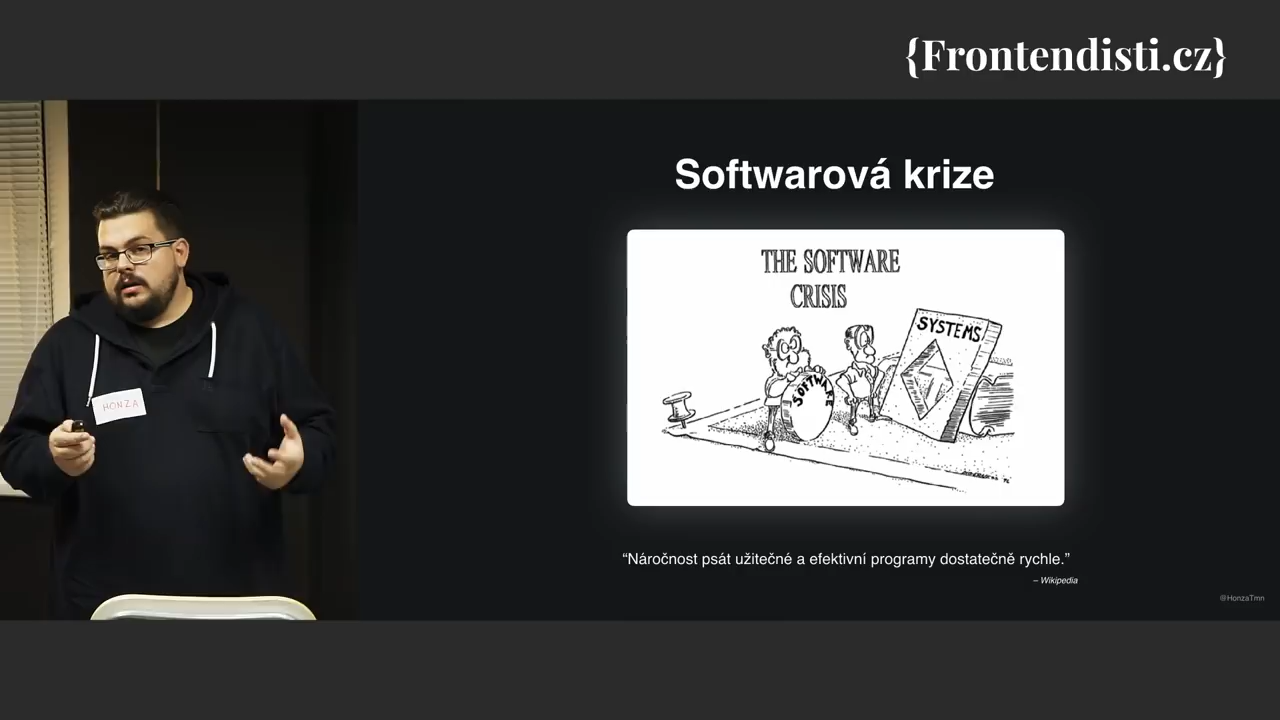 {Frontendisti.cz}
Softwarová krize
THE SOFTWARE
CRISIS
SYSTEMS
SOFTWARE
HONZA
“Náročnost psát užitečné a efektivní programy dostatečně rychle.”
– Wikipedia
@HonzaTmn